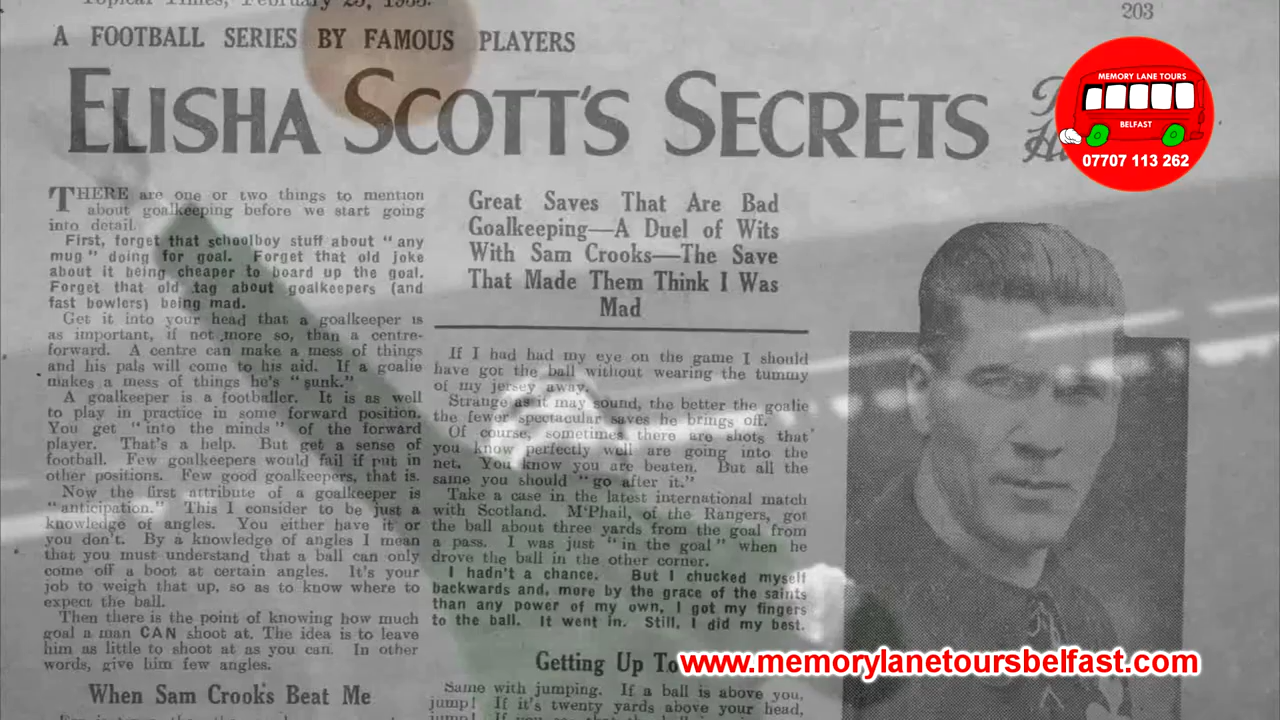 Topical Times, February 25,
203
A FOOTBALL SERIES BY FAMOUS PLAYERS
ELISHA SCOTT'S SECRETS
MEMORY LANE TOURS
BELFAST
07707 113 262
THERE are one or two things to mention
about goalkeeping before we start going
into detail.
First, forget that schoolboy stuff about "any
mug" doing for goal. Forget that old joke
about it being cheaper to board up the goal.
Forget that old tag about goalkeepers (and
fast bowlers) being mad.
Get it into your head that a goalkeeper is
as important, if not more so, than a centre-
forward. A centre can make a mess of things
and his pals will come to his aid. If a goalie
makes a mess of things he's "sunk."
A goalkeeper is a footballer. It is as well
to play in practice in some forward position.
You get "into the minds" of the forward
player. That's a help. But get a sense of
football. Few goalkeepers would fail if put in
other positions. Few good goalkeepers, that is.
Now the first attribute of a goalkeeper is
"anticipation." This I consider to be just a
knowledge of angles. You either have it or
you don't. By a knowledge of angles I mean
that you must understand that a ball can only
come off a boot at certain angles. It's your
job to weigh that up, so as to know where to
expect the ball.
Then there is the point of knowing how much
goal a man CAN shoot at. The idea is to leave
him as little to shoot at as you can. In other
words, give him few angles.
When Sam Crooks Beat Me
Great Saves That Are Bad
Goalkeeping—A Duel of Wits
With Sam Crooks—The Save
That Made Them Think I Was
Mad
If I had had my eye on the game I should
have got the ball without wearing the tummy
of my jersey away.
Strange as it may sound, the better the goalie
the fewer spectacular saves he brings off.
Of course, sometimes there are shots that
you know perfectly well are going into the
net. You know you are beaten. But all the
same you should "go after it."
Take a case in the latest international match
with Scotland. M'Phail, of the Rangers, got
the ball about three yards from the goal from
a pass. I was just "in the goal" when he
drove the ball in the other corner.
I hadn't a chance. But I chucked myself
backwards and, more by the grace of the saints
than any power of my own, I got my fingers
to the ball. It went in. Still, I did my best.
Getting Up To
Same with jumping. If a ball is above you,
jump! If it's twenty yards above your head,
www.memorylanetoursbelfast.com